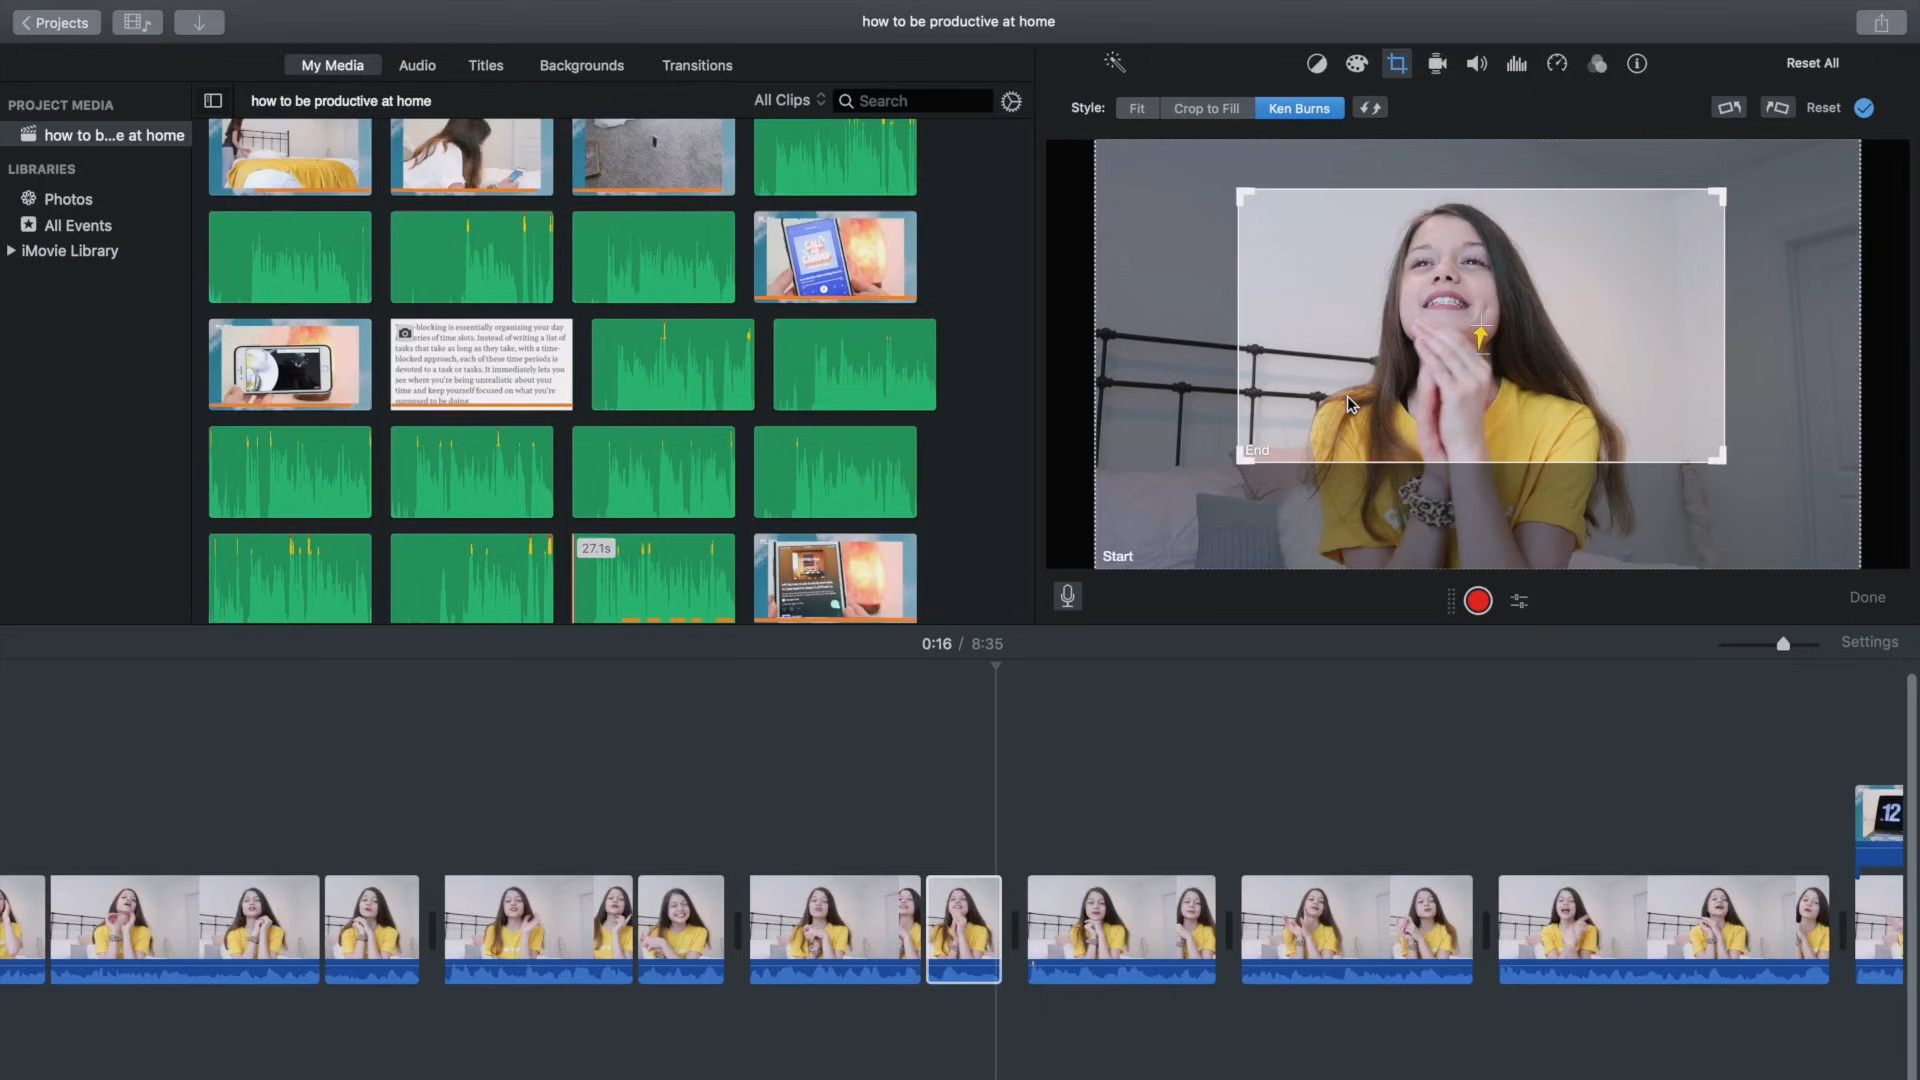 Projects
how to be productive at home
My Media
Audio
Titles
Backgrounds
Transitions
Reset All
PROJECT MEDIA
how to b...e at home
LIBRARIES
Photos
All Events
iMovie Library
how to be productive at home
All Clips
Search
Style:
Fit
Crop to Fill
Ken Burns
Reset
CALL
CAMDEN
-blocking is essentially organizing your day
eries of time slots. Instead of writing a list of
tasks that take as long as they take, with a time-
blocked approach, each of these time periods is
devoted to a task or tasks. It immediately lets you
see where you're being unrealistic about your
time and keep yourself focused on what you're
supposed to be doing.
27.1s
End
Start
Done
0:16 / 8:35
Settings
12